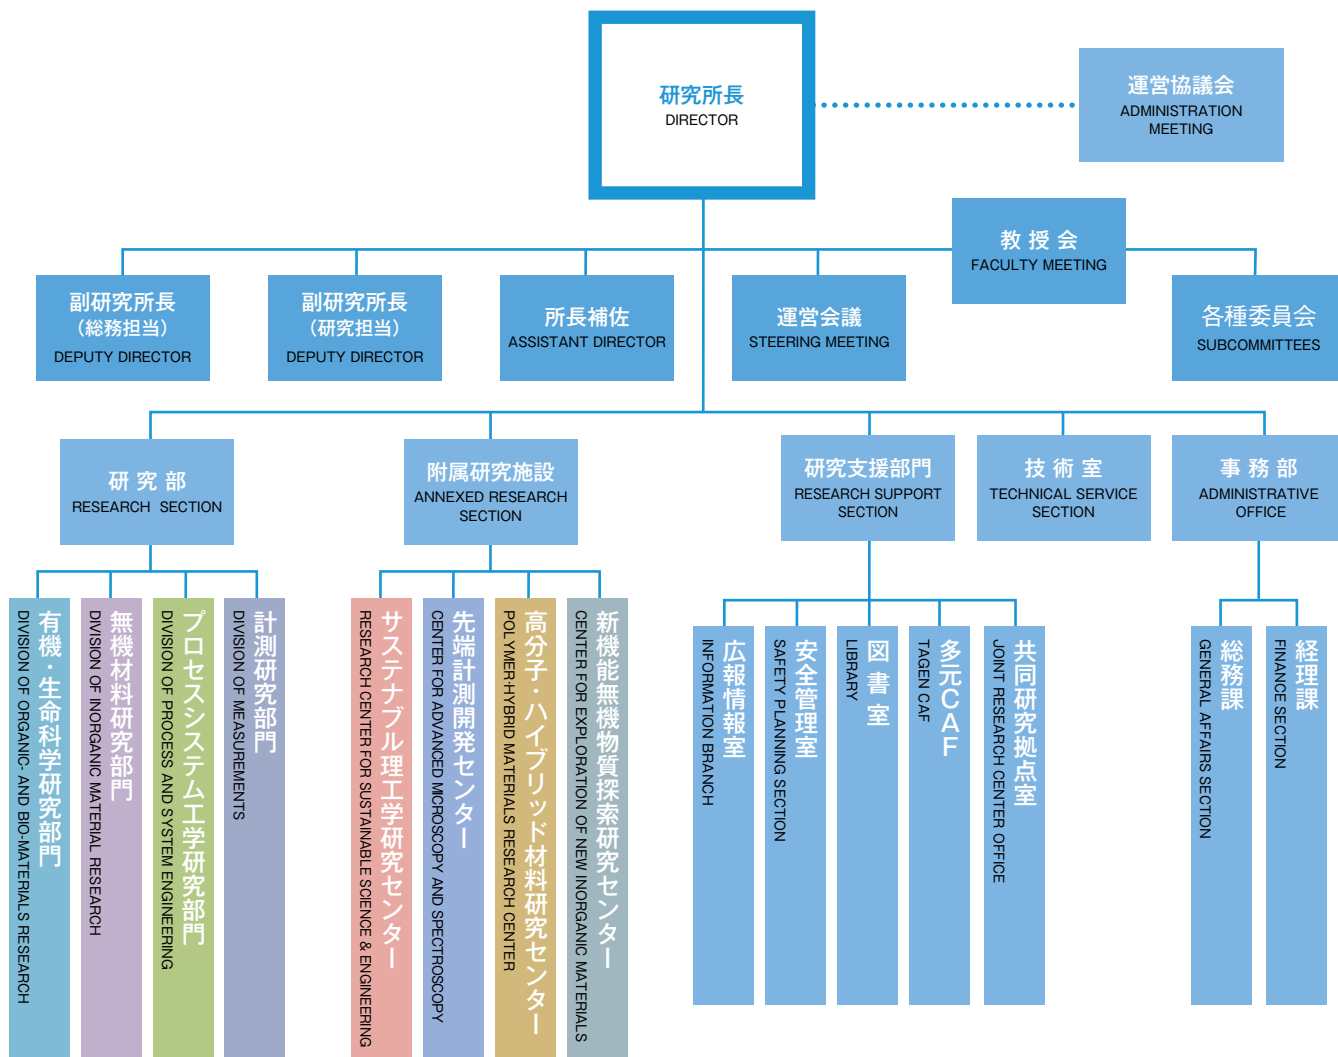 研究所長
DIRECTOR
運営協議会
ADMINISTRATION
MEETING
教授会
FACULTY MEETING
副研究所長
（総務担当）
DEPUTY DIRECTOR
副研究所長
（研究担当）
DEPUTY DIRECTOR
所長補佐
ASSISTANT DIRECTOR
運営会議
STEERING MEETING
各種委員会
SUBCOMMITTEES
研究部
RESEARCH SECTION
附属研究施設
ANNEXED RESEARCH
SECTION
研究支援部門
RESEARCH SUPPORT
SECTION
技術室
TECHNICAL SERVICE
SECTION
事務部
ADMINISTRATIVE
OFFICE
有機・生命科学研究部門
DIVISION OF ORGANIC- AND BIO-MATERIALS RESEARCH
無機材料研究部門
DIVISION OF INORGANIC MATERIAL RESEARCH
プロセスシステム工学研究部門
DIVISION OF PROCESS AND SYSTEM ENGINEERING
計測研究部門
DIVISION OF MEASUREMENTS
サステナブル理工学研究センター
RESEARCH CENTER FOR SUSTAINABLE SCIENCE & ENGINEERING
先端計測開発センター
CENTER FOR ADVANCED MICROSCOPY AND SPECTROSCOPY
高分子・ハイブリッド材料研究センター
POLYMER·HYBRID MATERIALS RESEARCH CENTER
新機能無機物質探索研究センター
CENTER FOR EXPLORATION OF NEW INORGANIC MATERIALS
広報情報室
INFORMATION BRANCH
安全管理室
SAFETY PLANNING SECTION
図書室
LIBRARY
多元CAF
TAGEN CAF
共同研究拠点室
JOINT RESEARCH CENTER OFFICE
総務課
GENERAL AFFAIRS SECTION
経理課
FINANCE SECTION